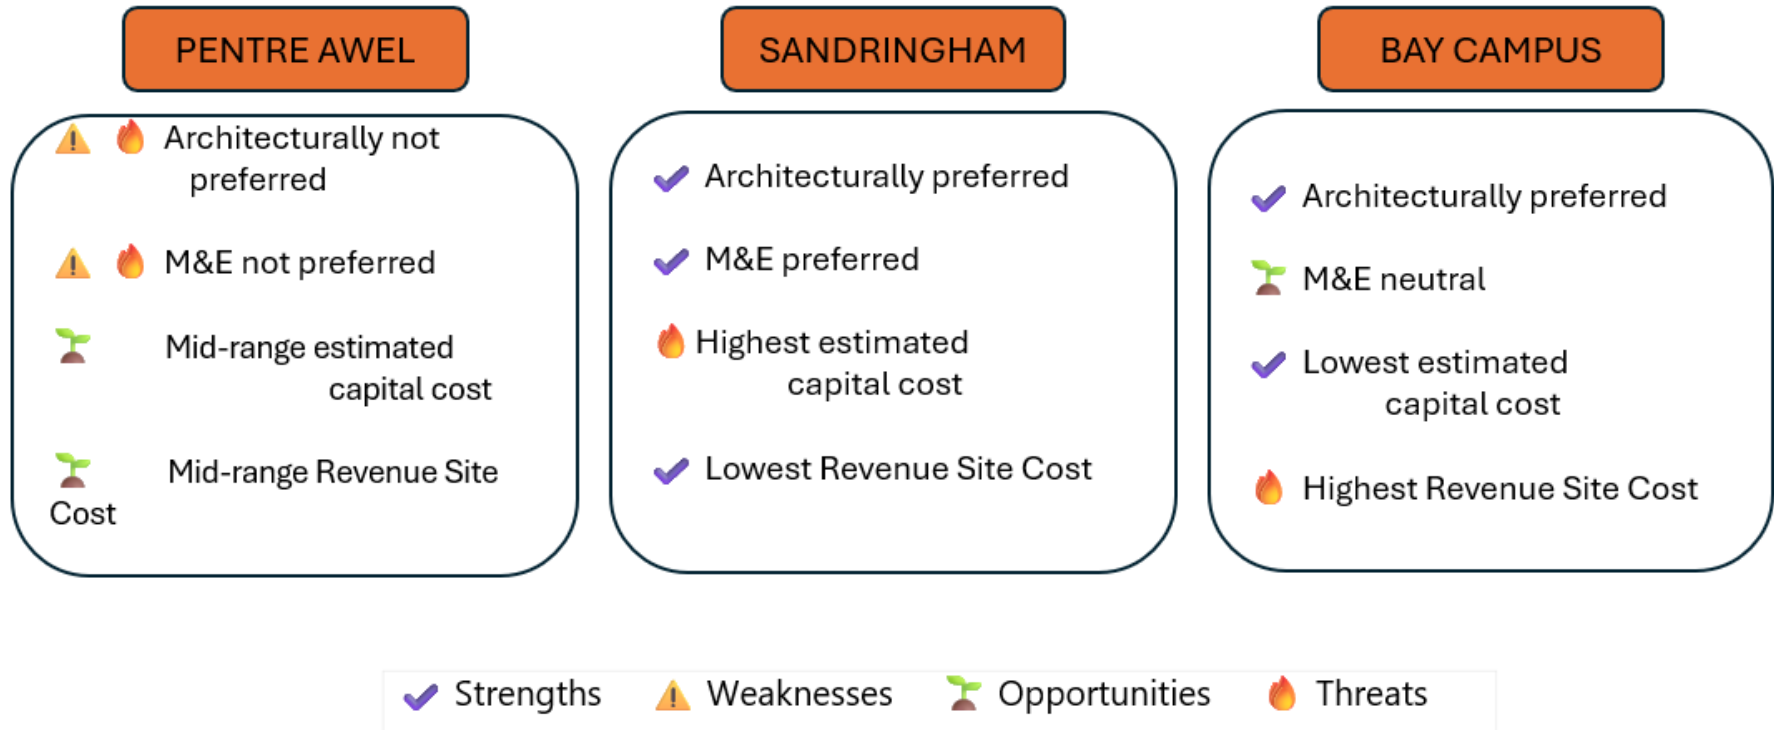 PENTRE AWEL
Architecturally not
preferred
M&E not preferred
Mid-range estimated
capital cost
Mid-range Revenue Site
Cost
SANDRINGHAM
Architecturally preferred
M&E preferred
Highest estimated
capital cost
Lowest Revenue Site Cost
BAY CAMPUS
Architecturally preferred
M&E neutral
Lowest estimated
capital cost
Highest Revenue Site Cost
Strengths Weaknesses Opportunities Threats